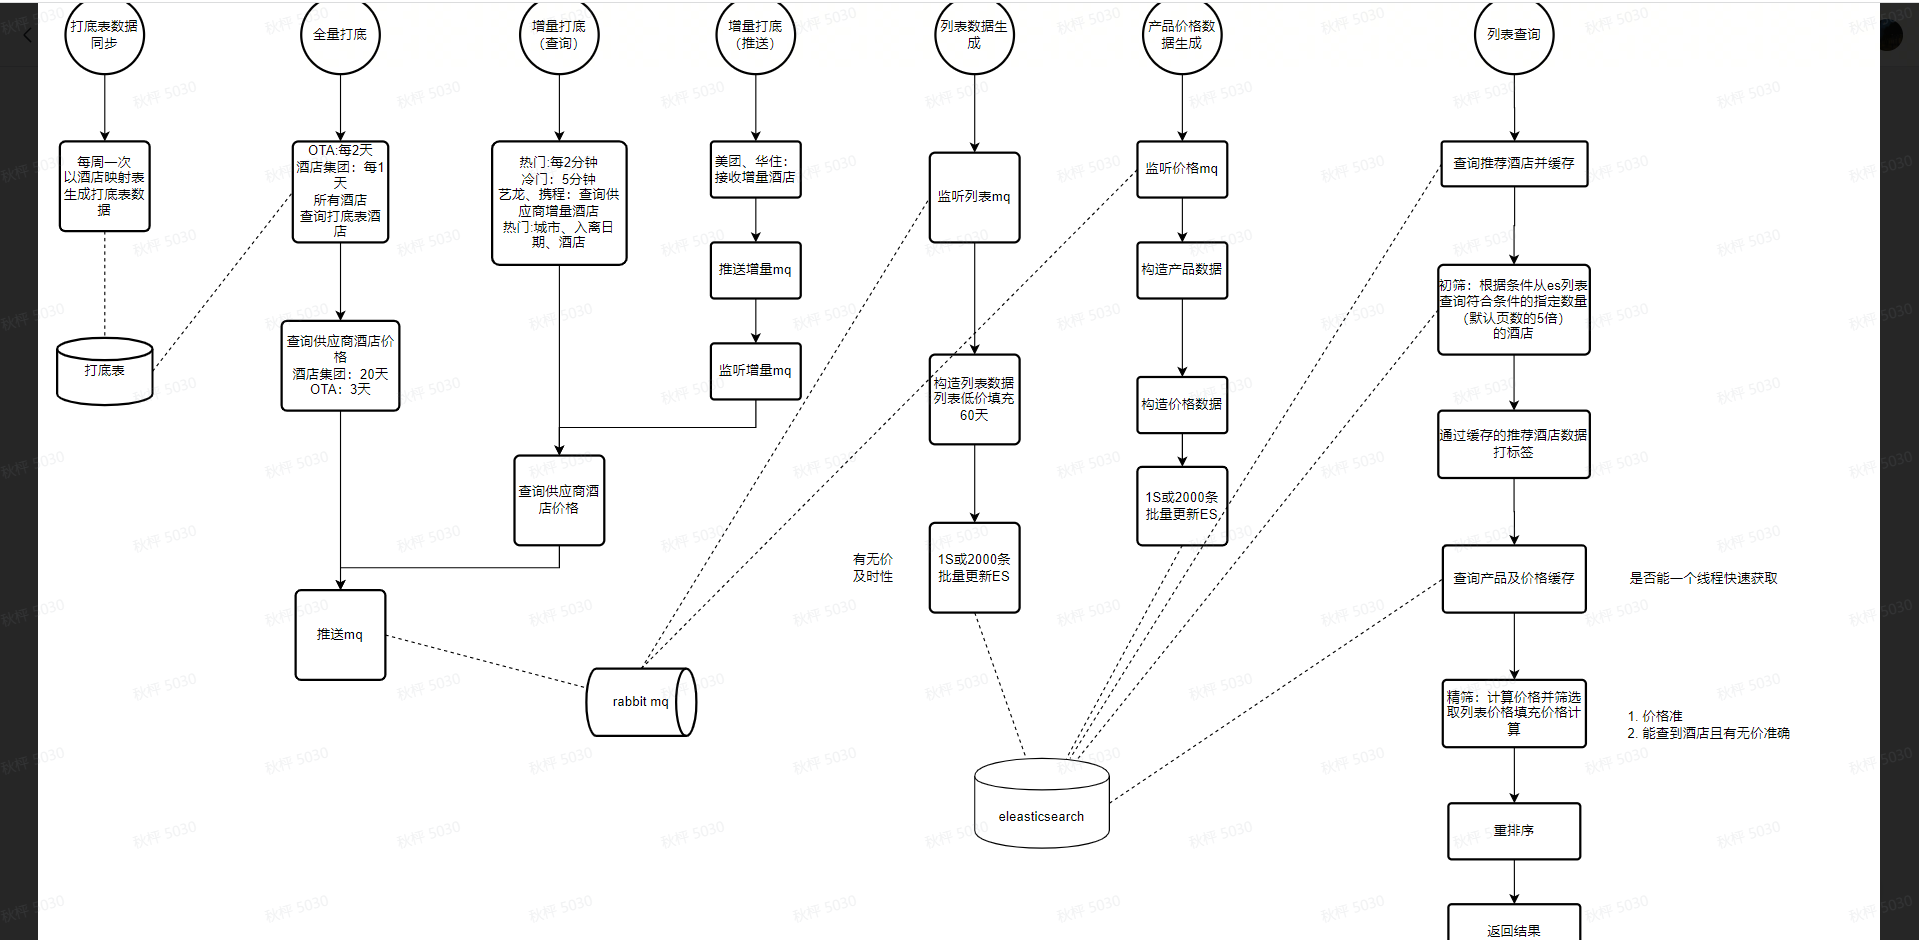 打底表数据
同步
每周一次
以酒店映射表
生成打底表数
据
打底表
全量打底
OTA:每2天
酒店集团：每1
天
所有酒店
查询打底表酒
店
查询供应商酒店价
格
酒店集团：20天
OTA：3天
推送mq
增量打底
（查询）
热门:每2分钟
冷门：5分钟
艺龙、携程：查询供
应商增量酒店
热门:城市、入离日
期、酒店
查询供应商酒
店价格
增量打底
（推送）
美团、华住：
接收增量酒店
推送增量mq
监听增量mq
rabbit mq
列表数据生
成
监听列表mq
构造列表数据
列表低价填充
60天
有无价
及时性
1S或2000条
批量更新ES
eleasticsearch
产品价格数
据生成
监听价格mq
构造产品数据
构造价格数据
1S或2000条
批量更新ES
列表查询
查询推荐酒店并缓存
初筛：根据条件从es列表
查询符合条件的指定数量
（默认页数的5倍）
的酒店
通过缓存的推荐酒店数据
打标签
查询产品及价格缓存
是否能一个线程快速获取
精筛：计算价格并筛选
取列表价格填充价格计
算
1. 价格准
2. 能查到酒店且有无价准确
重排序
返回结果
秋枰 5030